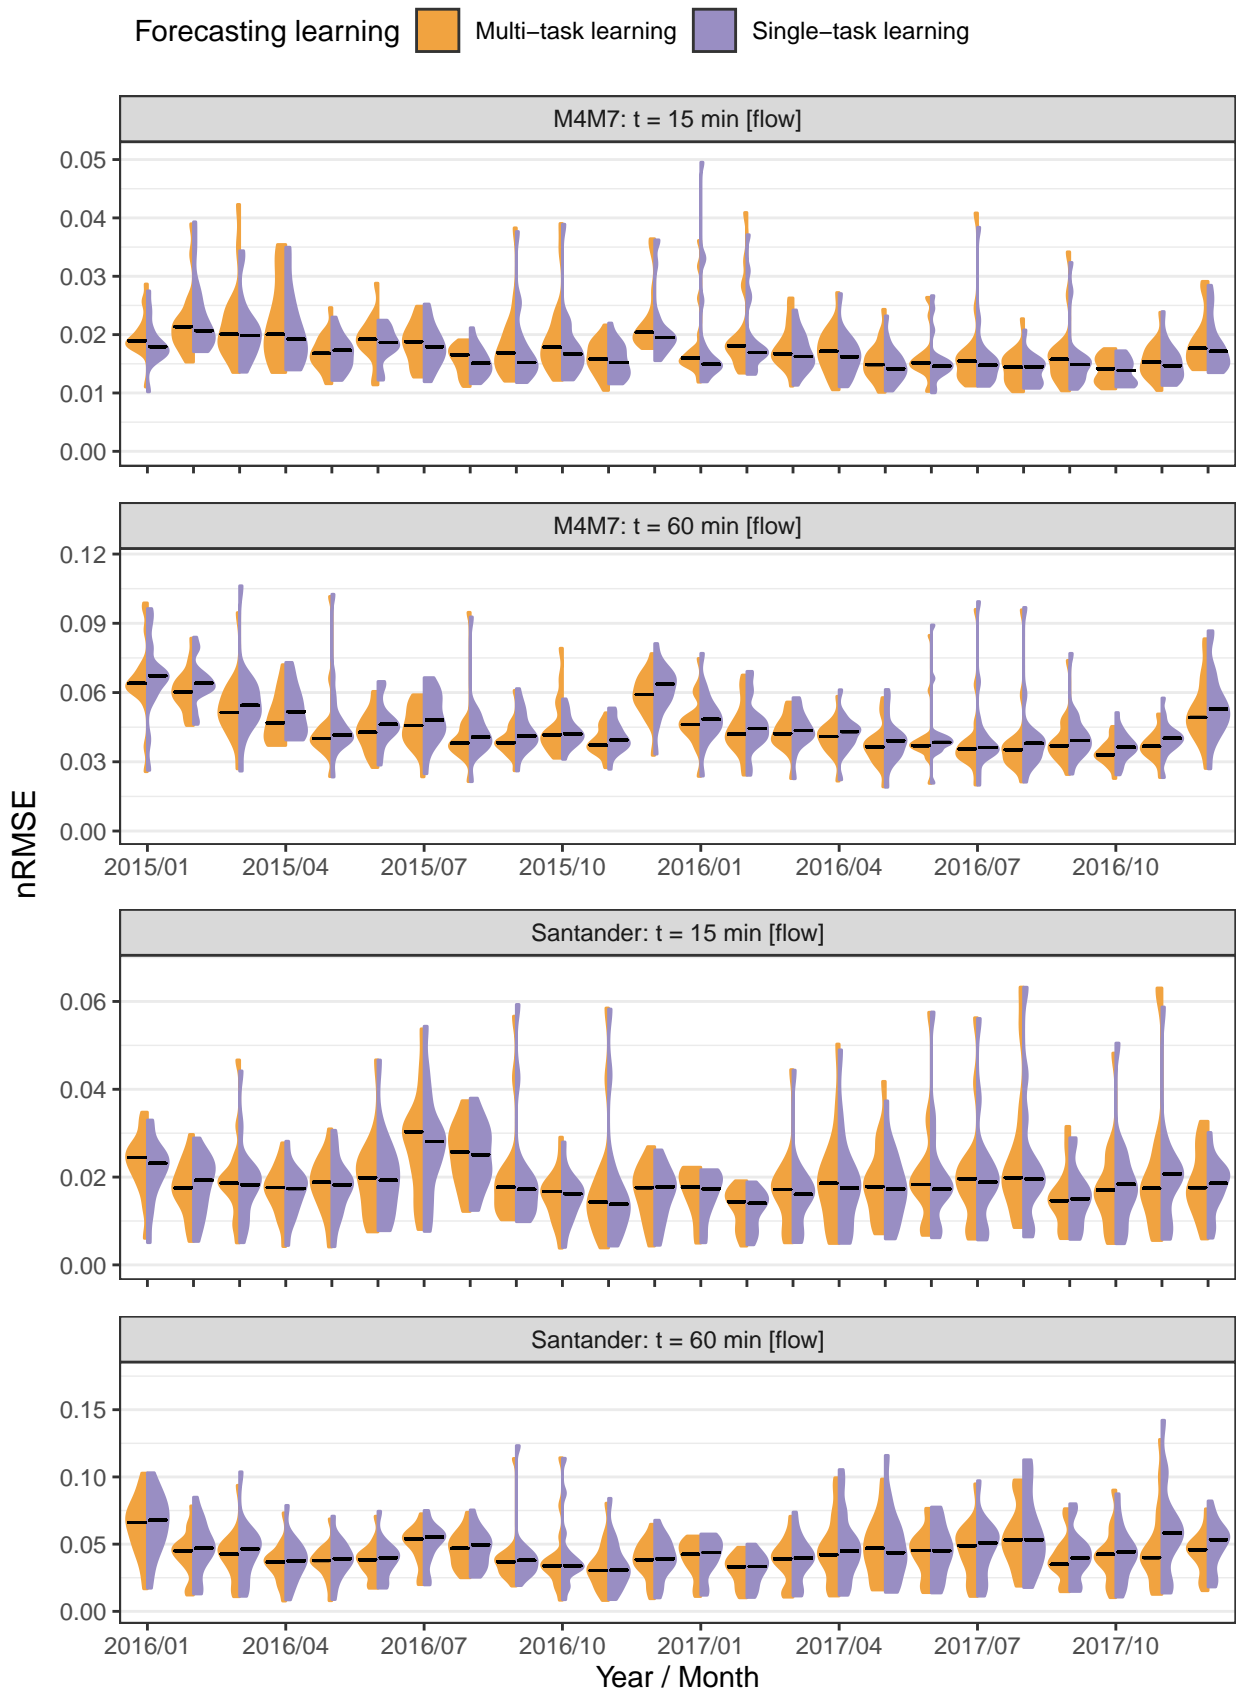 Forecasting learning Multi−task learning Single−task learning
M4M7: t = 15 min [flow]
0.05
0.04
0.03
0.02
0.01
0.00
M4M7: t = 60 min [flow]
0.12
0.09
0.06
0.03
0.00
2015/01 2015/04 2015/07 2015/10 2016/01 2016/04 2016/07 2016/10
nRMSE
Santander: t = 15 min [flow]
0.06
0.04
0.02
0.00
Santander: t = 60 min [flow]
0.15
0.10
0.05
0.00
2016/01 2016/04 2016/07 2016/10 2017/01 2017/04 2017/07 2017/10
Year / Month